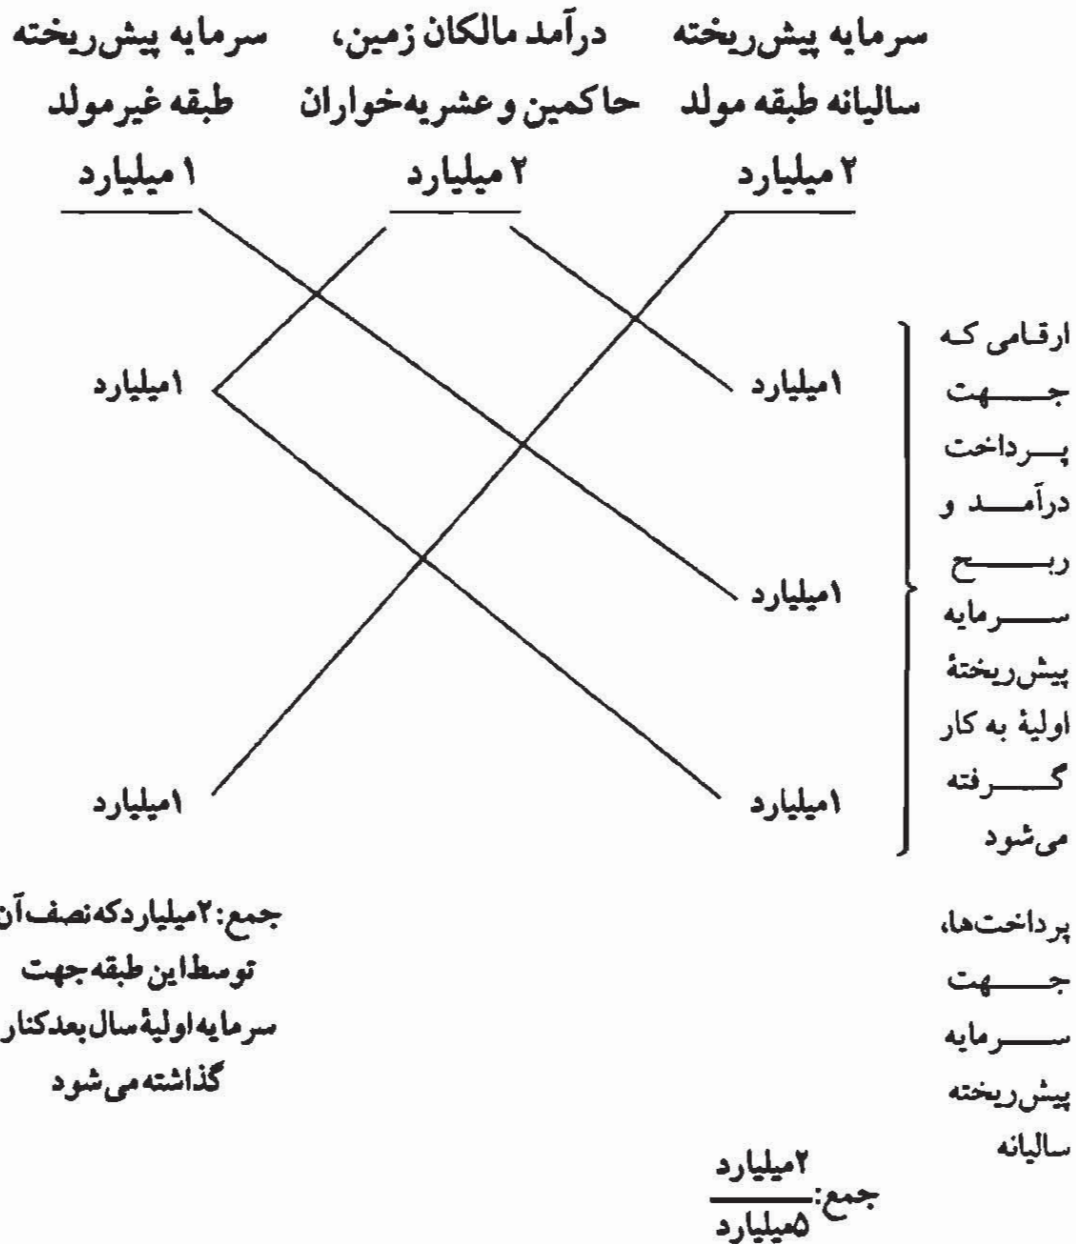 سرمایه پیش‌ریخته
سالیانه طبقه مولد
۲ میلیارد
درآمد مالکان زمین،
حاکمین و عشریه‌خواران
۲ میلیارد
سرمایه پیش‌ریخته
طبقه غیرمولد
۱ میلیارد
ارقامی که
جهت
پرداخت
درآمد و
ربح
سرمایه
پیش‌ریختهٔ
اولیهٔ به کار
گرفته
می‌شود
۱میلیارد
۱میلیارد
۱میلیارد
۱میلیارد
۱میلیارد
پرداخت‌ها،
جهت
سرمایه
پیش‌ریخته
سالیانه
جمع: ۲میلیارد که نصف آن
توسط این طبقه جهت
سرمایه اولیهٔ سال بعد کنار
گذاشته می‌شود
۲میلیارد
جمع:
۵میلیارد